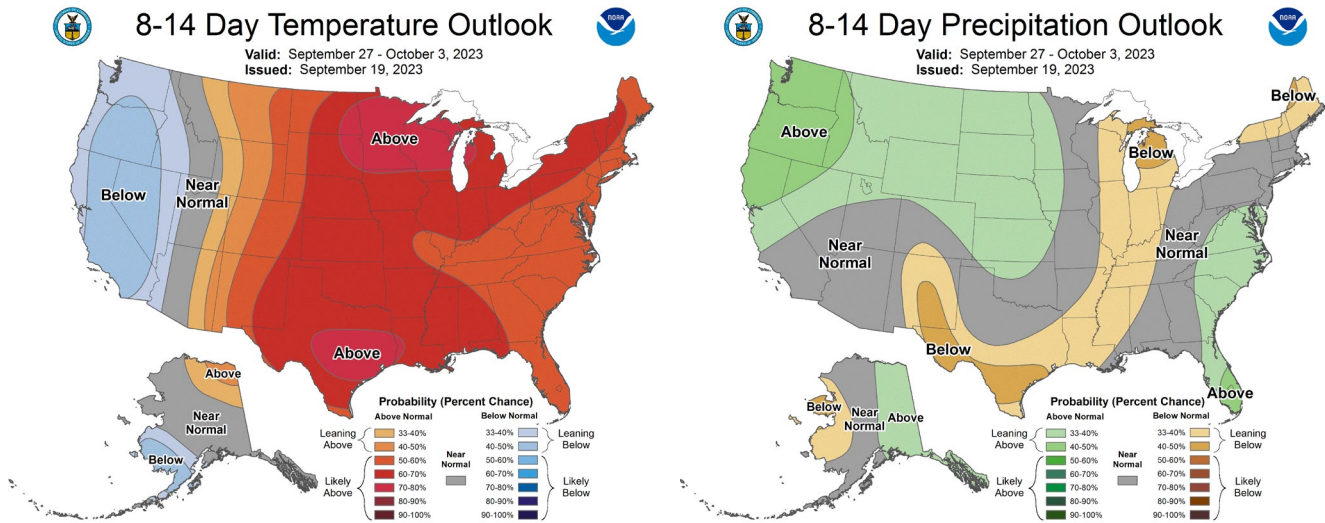 8-14 Day Temperature Outlook
NOAA
Valid: September 27 - October 3, 2023
Issued: September 19, 2023
Above
Below
Near
Normal
Above
Above
Near
Normal
Below
Probability (Percent Chance)
Above Normal
Below Normal
Leaning
Above
Likely
Above
33-40%
40-50%
50-60%
60-70%
70-80%
80-90%
90-100%
Near
Normal
33-40%
40-50%
50-60%
60-70%
70-80%
80-90%
90-100%
Leaning
Below
Likely
Below
8-14 Day Precipitation Outlook
NOAA
Valid: September 27 - October 3, 2023
Issued: September 19, 2023
Below
Above
Below
Near
Normal
Near
Normal
Below
Above
Below
Near
Normal
Above
Probability (Percent Chance)
Above Normal
Below Normal
Leaning
Above
Likely
Above
33-40%
40-50%
50-60%
60-70%
70-80%
80-90%
90-100%
Near
Normal
33-40%
40-50%
50-60%
60-70%
70-80%
80-90%
90-100%
Leaning
Below
Likely
Below